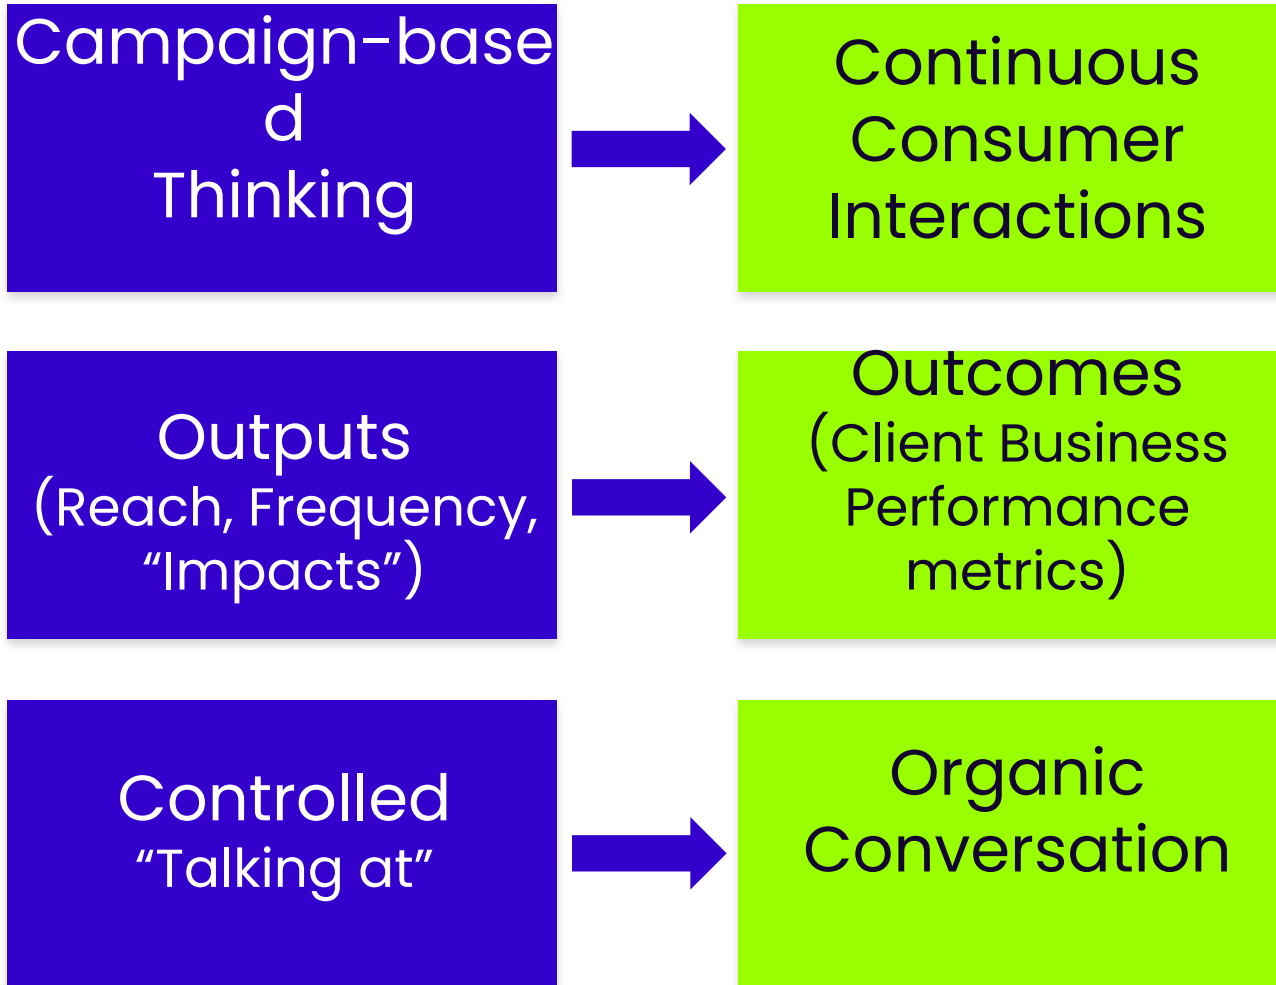 Campaign-base
d
Thinking
Continuous
Consumer
Interactions
Outputs
(Reach, Frequency,
“Impacts”)
Outcomes
(Client Business
Performance
metrics)
Controlled
“Talking at”
Organic
Conversation